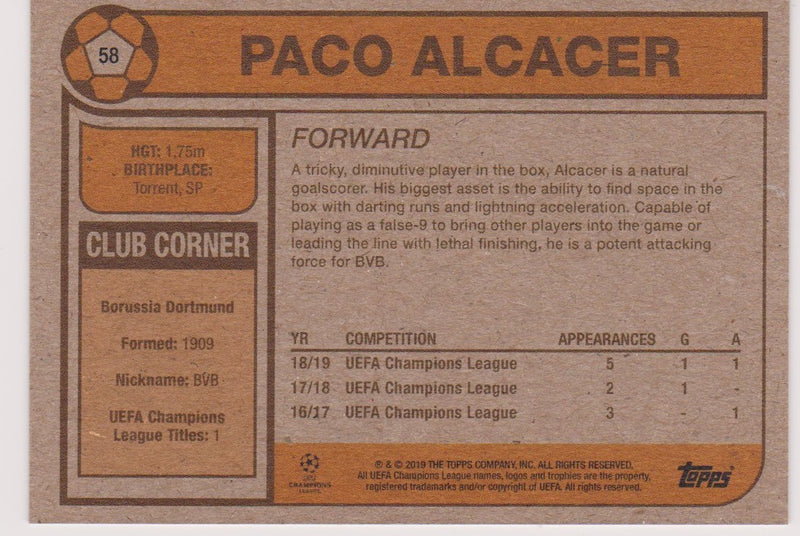 58
PACO ALCACER
HGT: 1.75m
BIRTHPLACE:
Torrent, SP
CLUB CORNER
Borussia Dortmund
Formed: 1909
Nickname: BVB
UEFA Champions
League Titles: 1
FORWARD
A tricky, diminutive player in the box, Alcacer is a natural
goalscorer. His biggest asset is the ability to find space in the
box with darting runs and lightning acceleration. Capable of
playing as a false-9 to bring other players into the game or
leading the line with lethal finishing, he is a potent attacking
force for BVB.
YR COMPETITION APPEARANCES G A
18/19 UEFA Champions League 5 1 1
17/18 UEFA Champions League 2 1 -
16/17 UEFA Champions League 3 - 1
UEFA
CHAMPIONS
LEAGUE
® & © 2019 THE TOPPS COMPANY, INC. ALL RIGHTS RESERVED.
All UEFA Champions League names, logos and trophies are the property,
registered trademarks and/or copyright of UEFA. All rights reserved.
topps